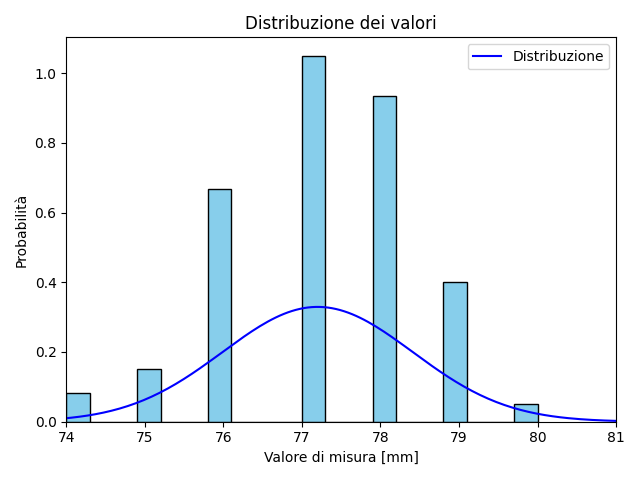 Distribuzione dei valori
Distribuzione
1.0
0.8
0.6
0.4
0.2
0.0
Probabilità
74 75 76 77 78 79 80 81
Valore di misura [mm]